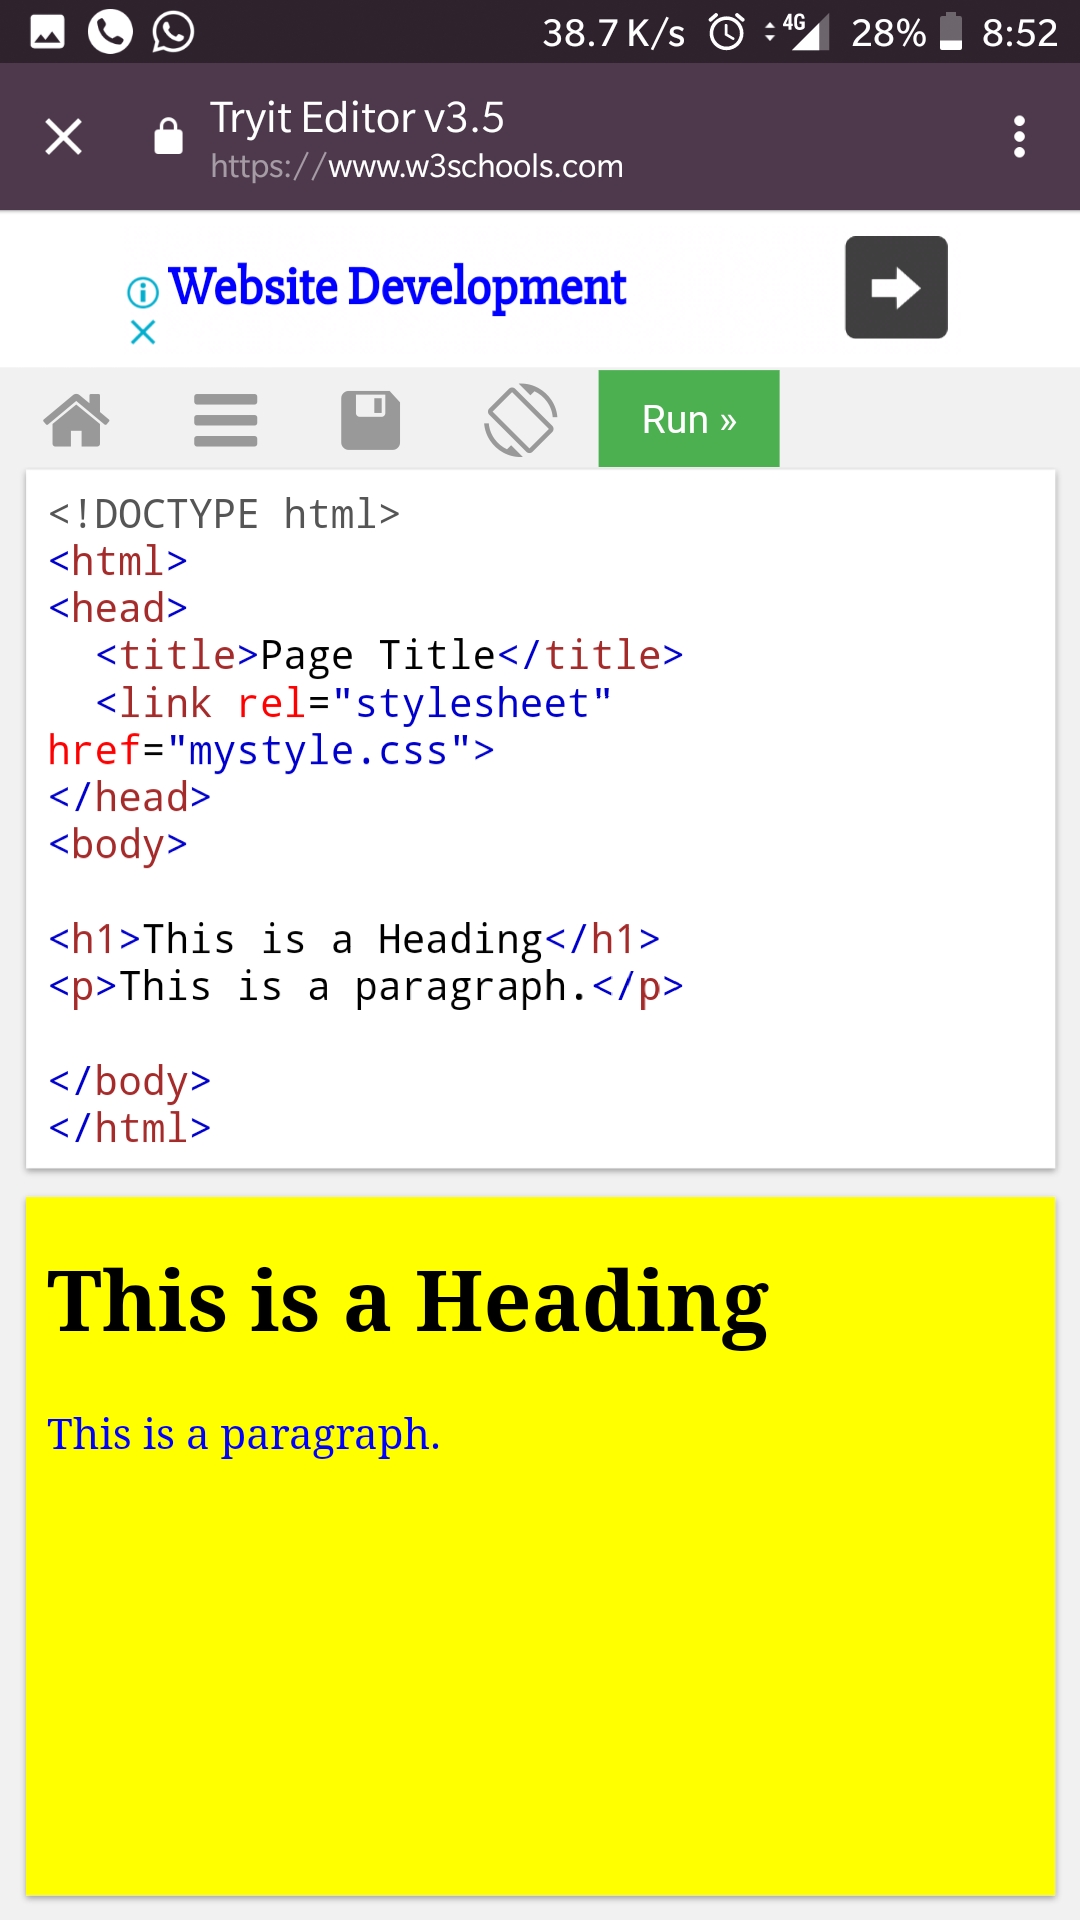 38.7 K/s 4G 28% 8:52
Tryit Editor v3.5
https://www.w3schools.com
Website Development
Run »
<!DOCTYPE html>
<html>
<head>
  <title>Page Title</title>
  <link rel="stylesheet"
href="mystyle.css">
</head>
<body>
<h1>This is a Heading</h1>
<p>This is a paragraph.</p>
</body>
</html>
This is a Heading
This is a paragraph.